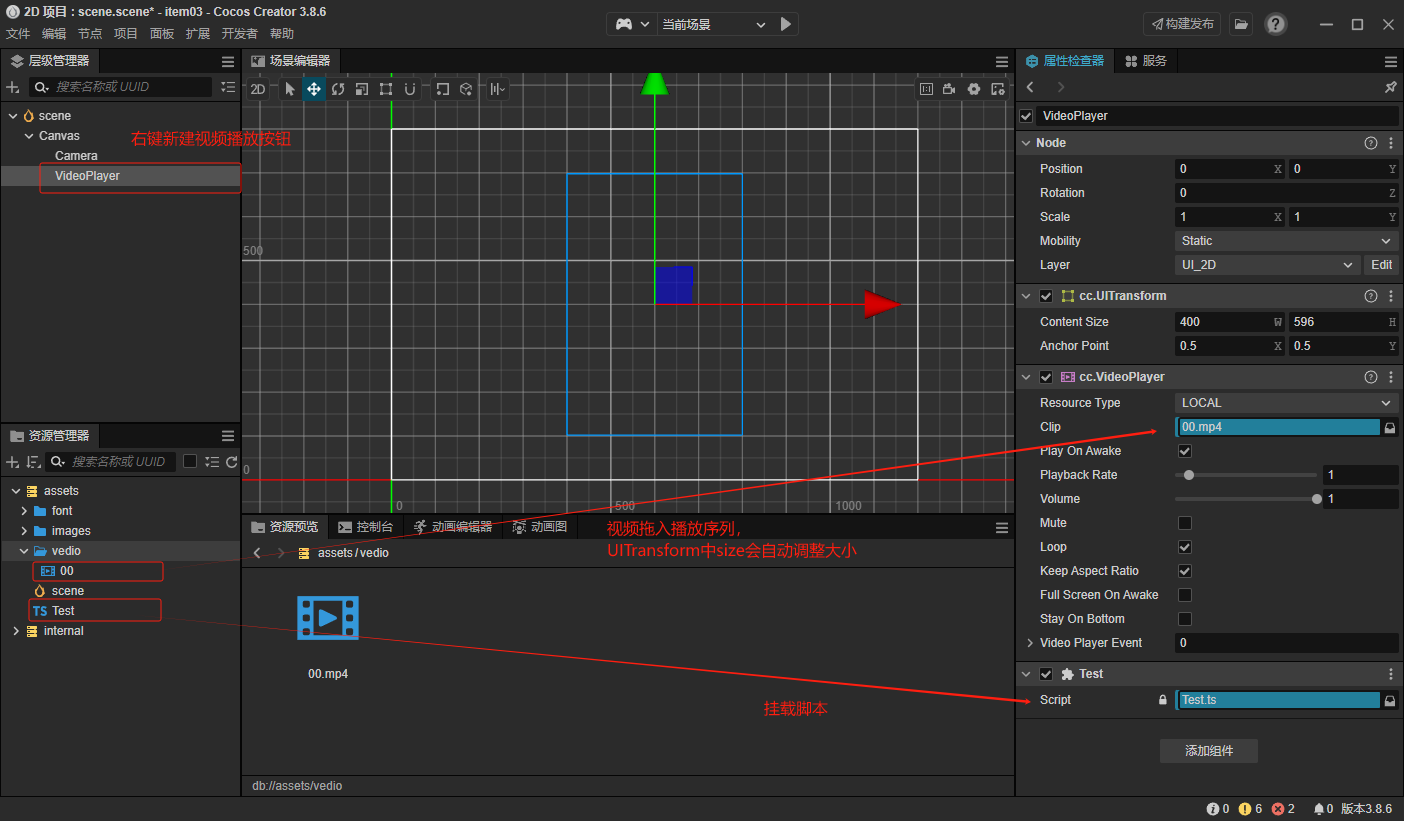 2D 项目 : scene.scene* - item03 - Cocos Creator 3.8.6
文件 编辑 节点 项目 面板 扩展 开发者 帮助
当前场景
构建发布
层级管理器
搜索名称或 UUID
scene
Canvas
Camera
VideoPlayer
右键新建视频播放按钮
场景编辑器
2D
500
0
0
500
1000
资源管理器
搜索名称或 UUID
assets
font
images
vedio
00
scene
TS Test
internal
资源预览 控制台 动画编辑器 动画图
assets / vedio
视频拖入播放序列,
UITransform中size会自动调整大小
00.mp4
挂载脚本
db://assets/vedio
属性检查器 服务
VideoPlayer
Node
Position 0 X 0 Y
Rotation 0 Z
Scale 1 X 1 Y
Mobility Static
Layer UI_2D Edit
cc.UITransform
Content Size 400 W 596 H
Anchor Point 0.5 X 0.5 Y
cc.VideoPlayer
Resource Type LOCAL
Clip 00.mp4
Play On Awake
Playback Rate 1
Volume 1
Mute
Loop
Keep Aspect Ratio
Full Screen On Awake
Stay On Bottom
Video Player Event 0
Test
Script Test.ts
添加组件
0 6 2 0 版本3.8.6